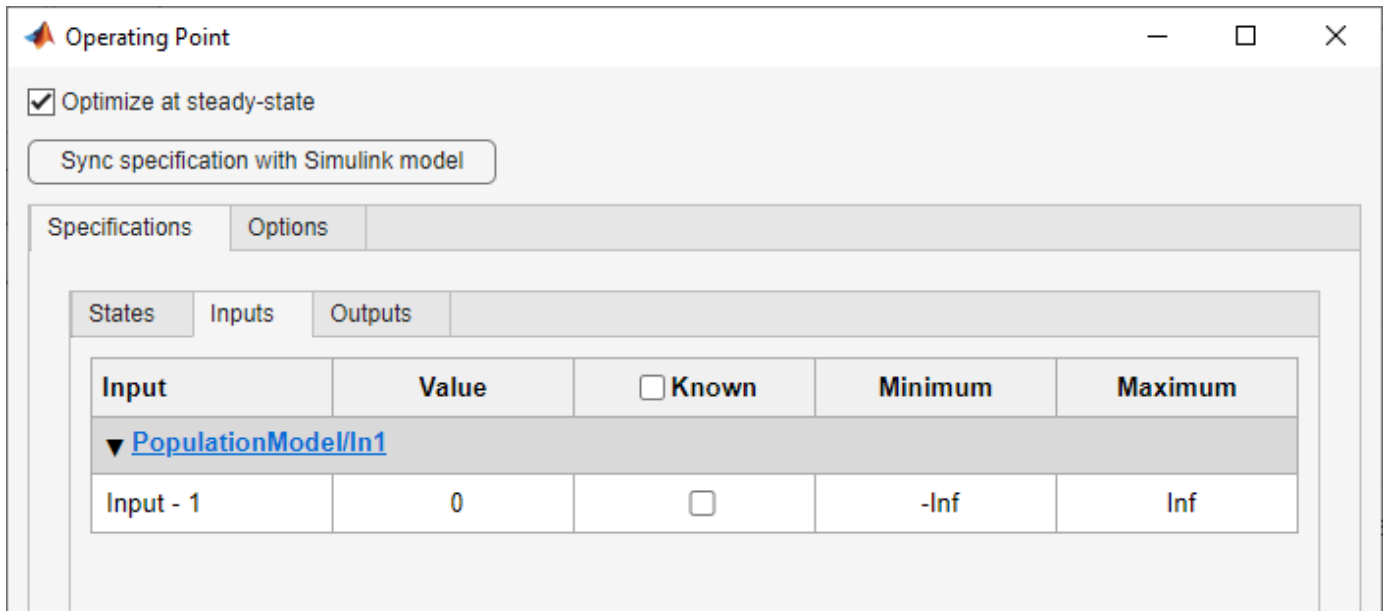 Operating Point
Optimize at steady-state
Sync specification with Simulink model
Specifications Options
States Inputs Outputs
Input Value Known Minimum Maximum
PopulationModel/In1
Input - 1 0 -Inf Inf